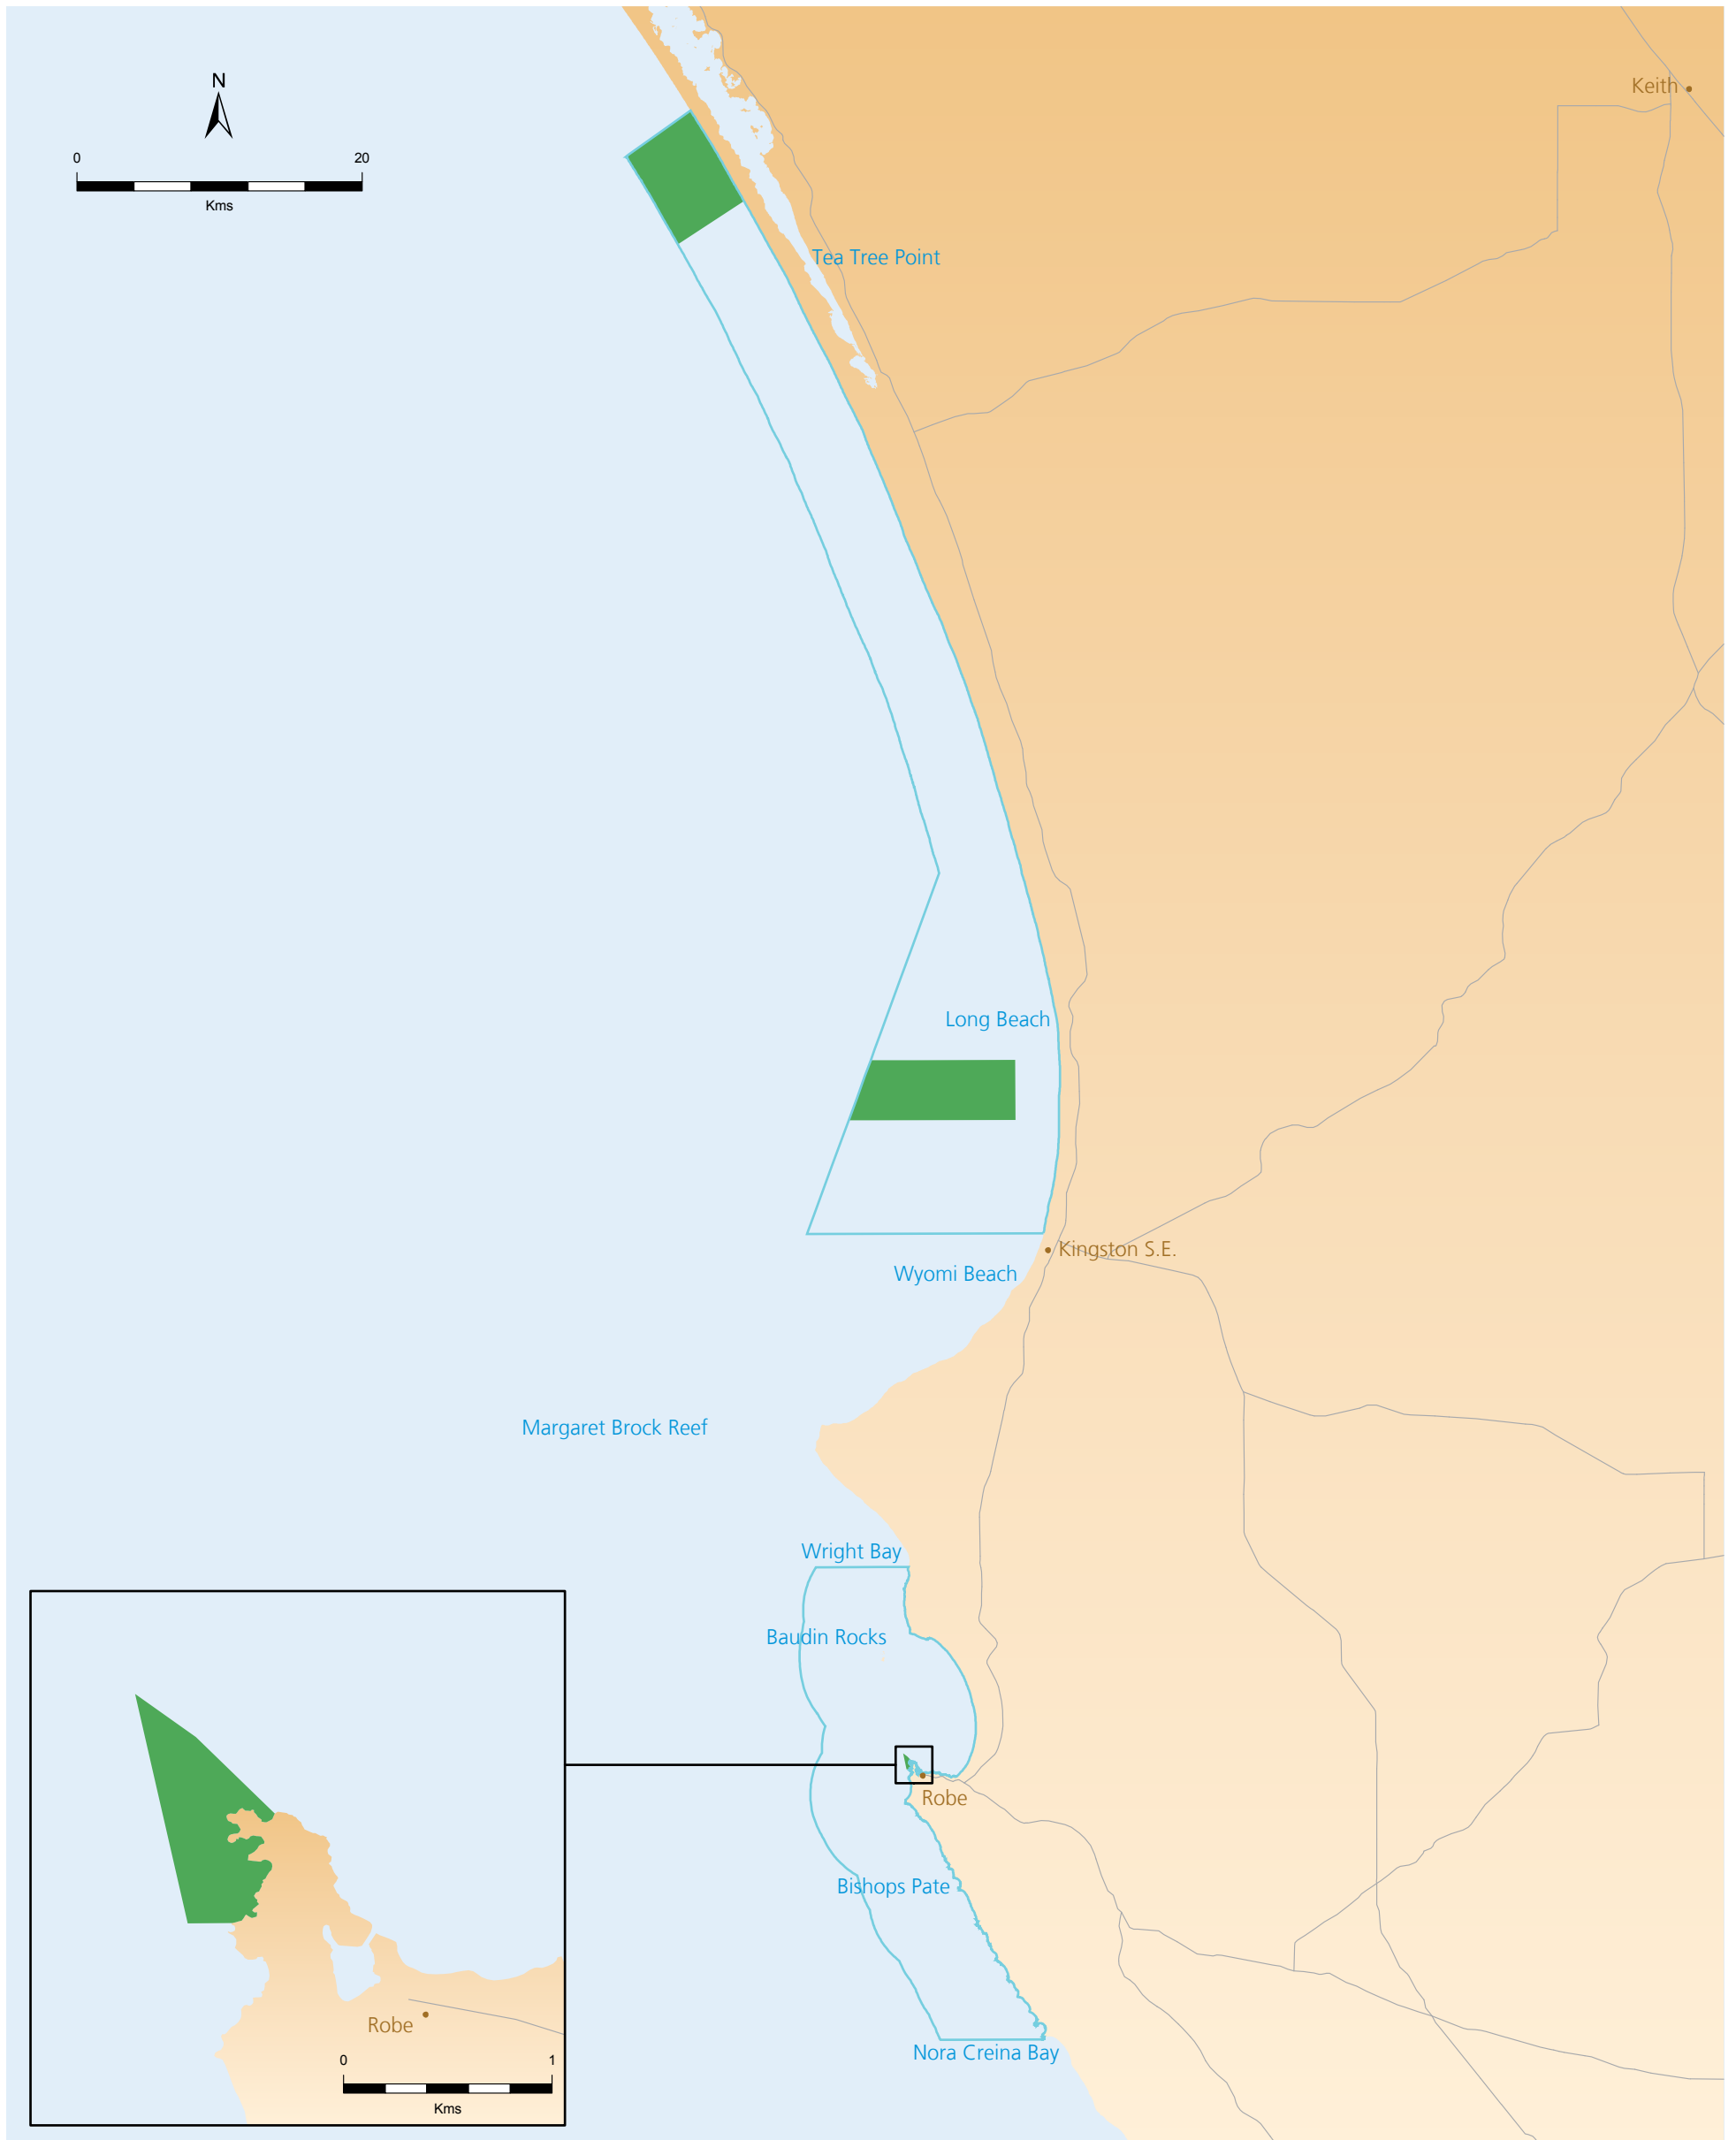 N
Keith
0 20
Kms
Tea Tree Point
Long Beach
Kingston S.E.
Wyomi Beach
Margaret Brock Reef
Wright Bay
Baudin Rocks
Robe
Bishops Pate
Robe
Nora Creina Bay
0 1
Kms